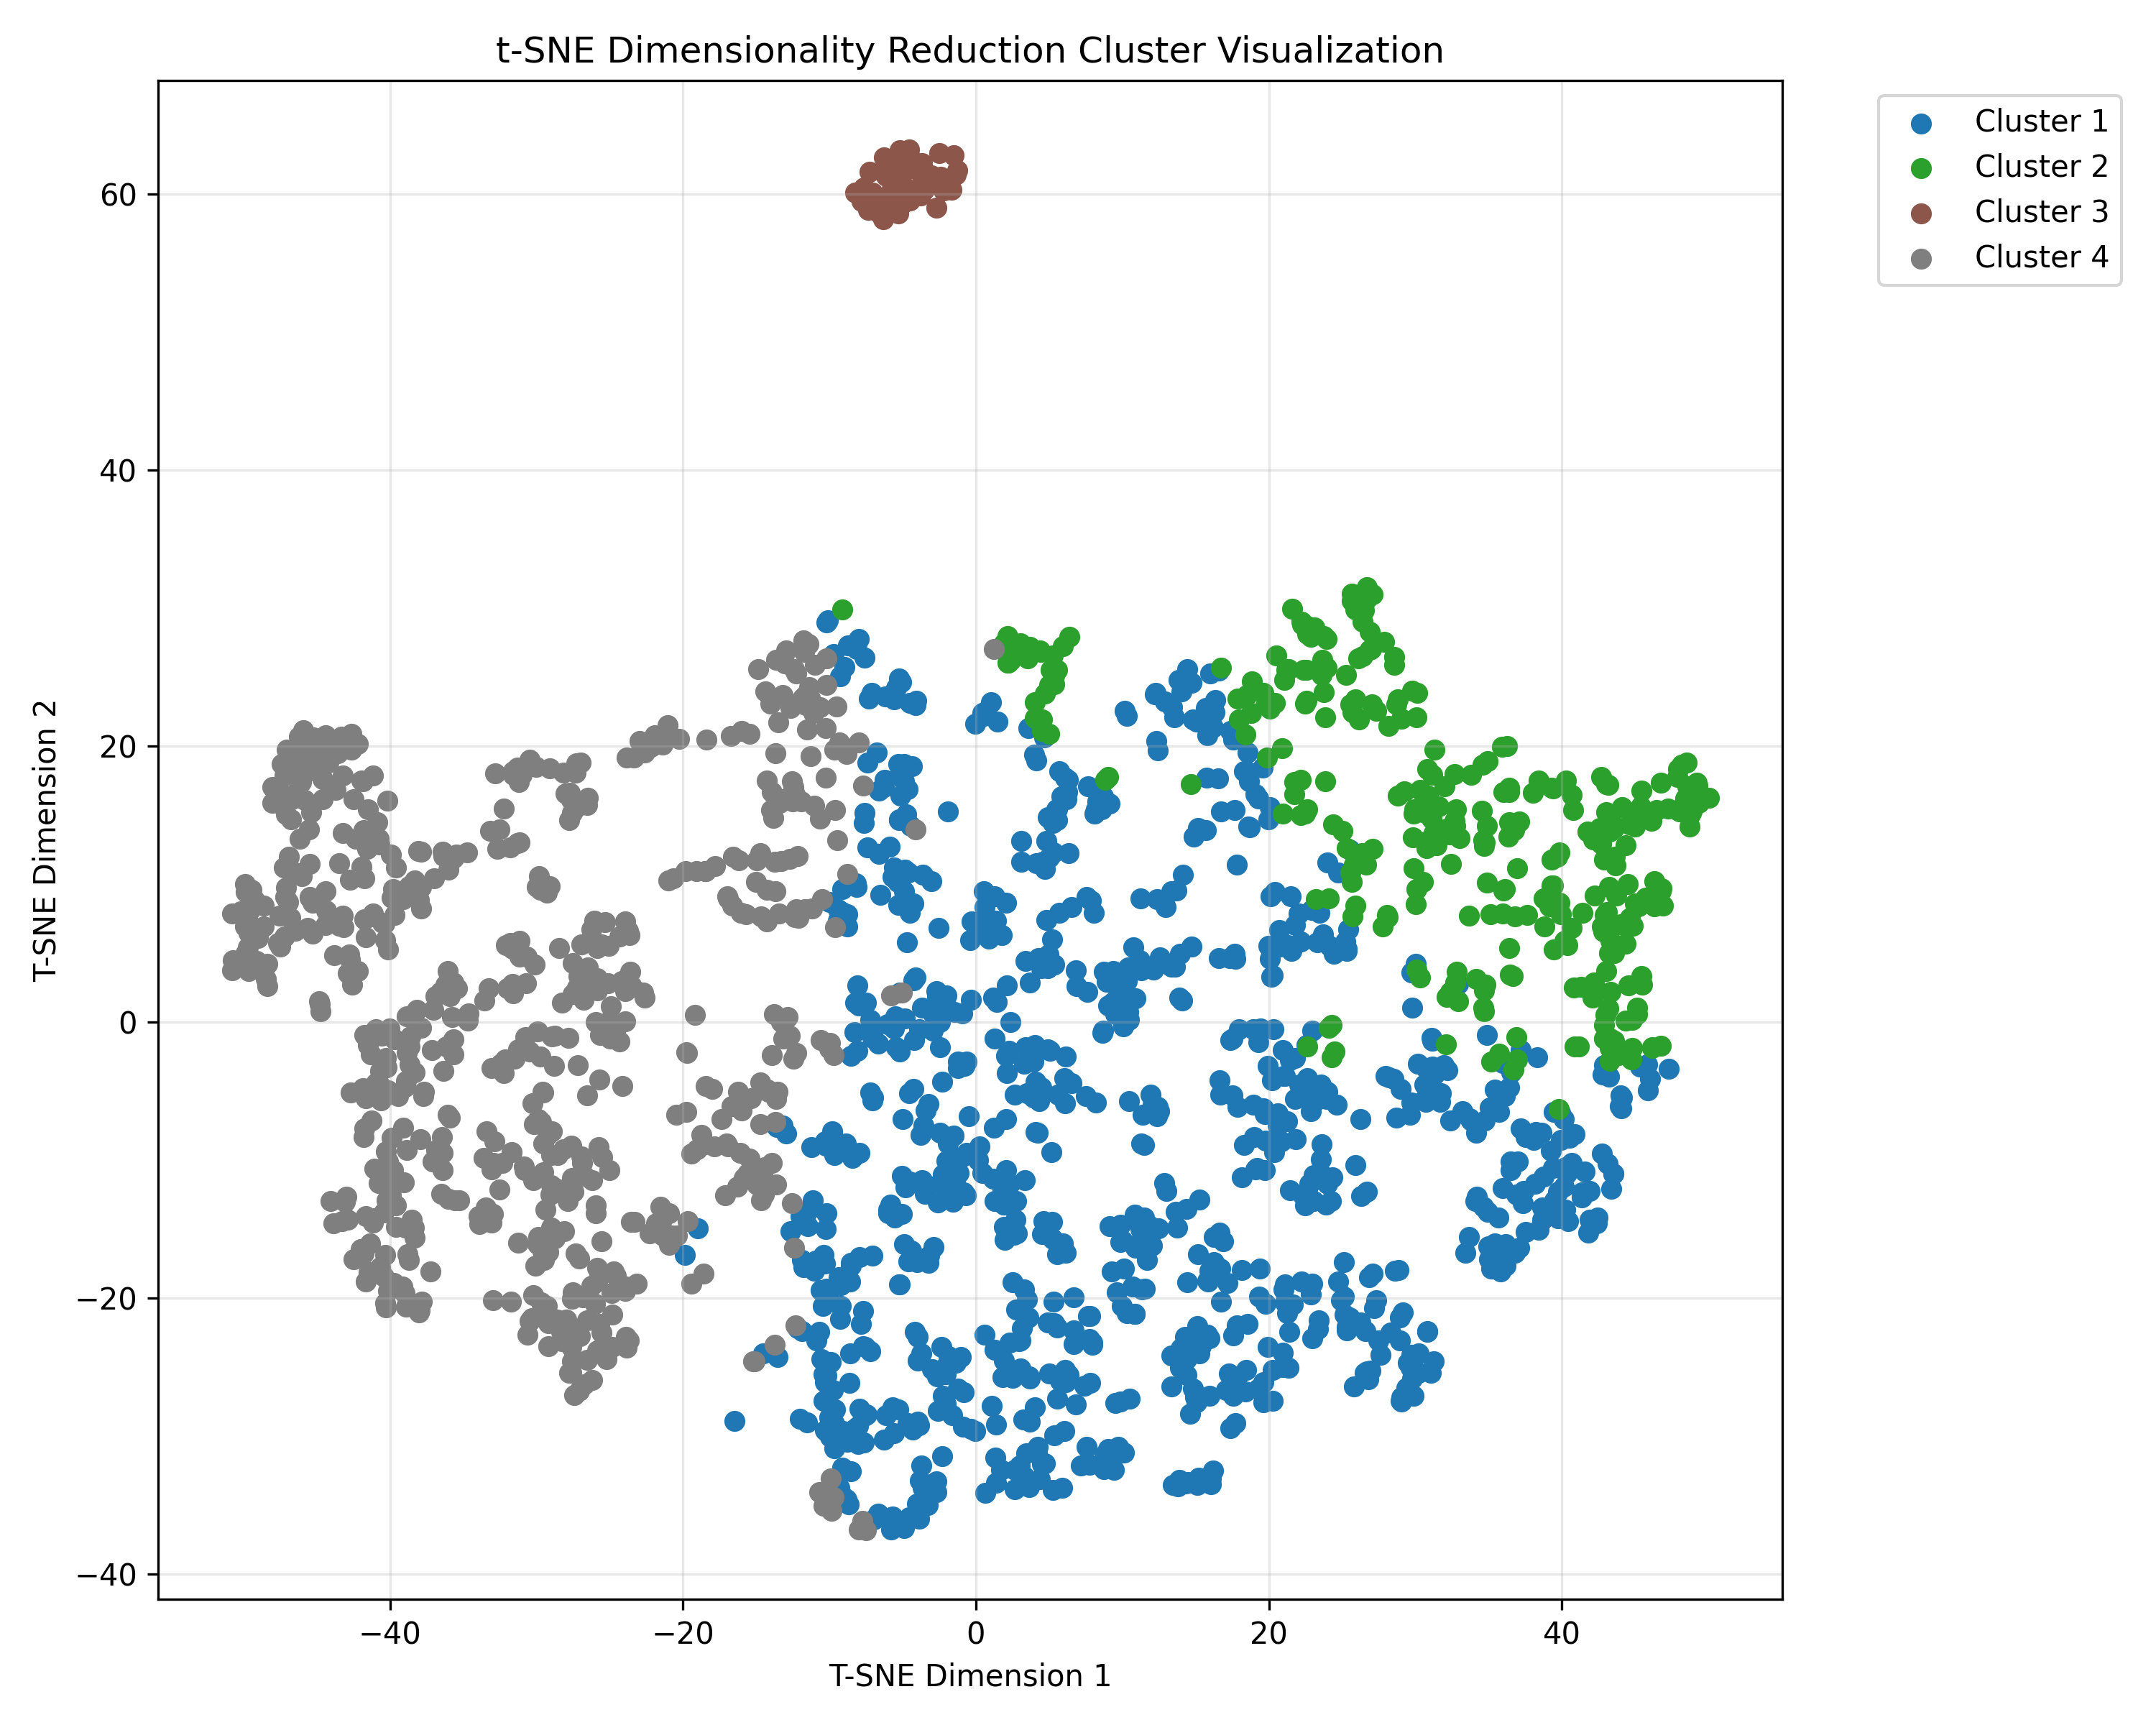 t-SNE Dimensionality Reduction Cluster Visualization
Cluster 1
Cluster 2
Cluster 3
Cluster 4
T-SNE Dimension 2
60
40
20
0
−20
−40
−40
−20
0
20
40
T-SNE Dimension 1